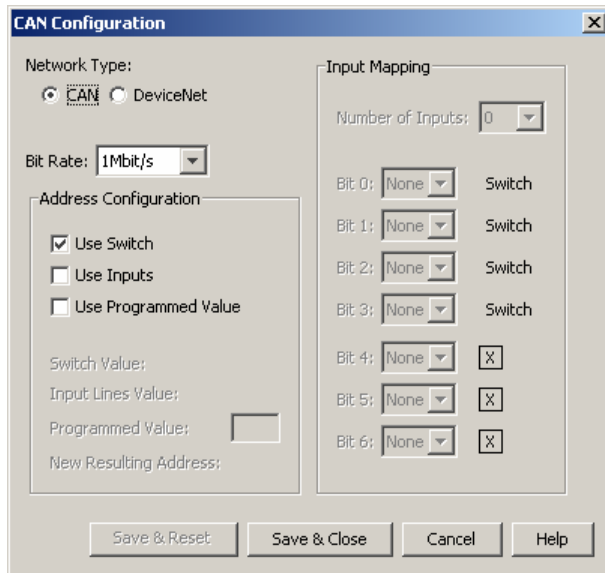 CAN Configuration
Network Type:
CAN DeviceNet
Bit Rate: 1Mbit/s
Address Configuration
Use Switch
Use Inputs
Use Programmed Value
Switch Value:
Input Lines Value:
Programmed Value:
New Resulting Address:
Input Mapping
Number of Inputs: 0
Bit 0: None Switch
Bit 1: None Switch
Bit 2: None Switch
Bit 3: None Switch
Bit 4: None X
Bit 5: None X
Bit 6: None X
Save & Reset Save & Close Cancel Help